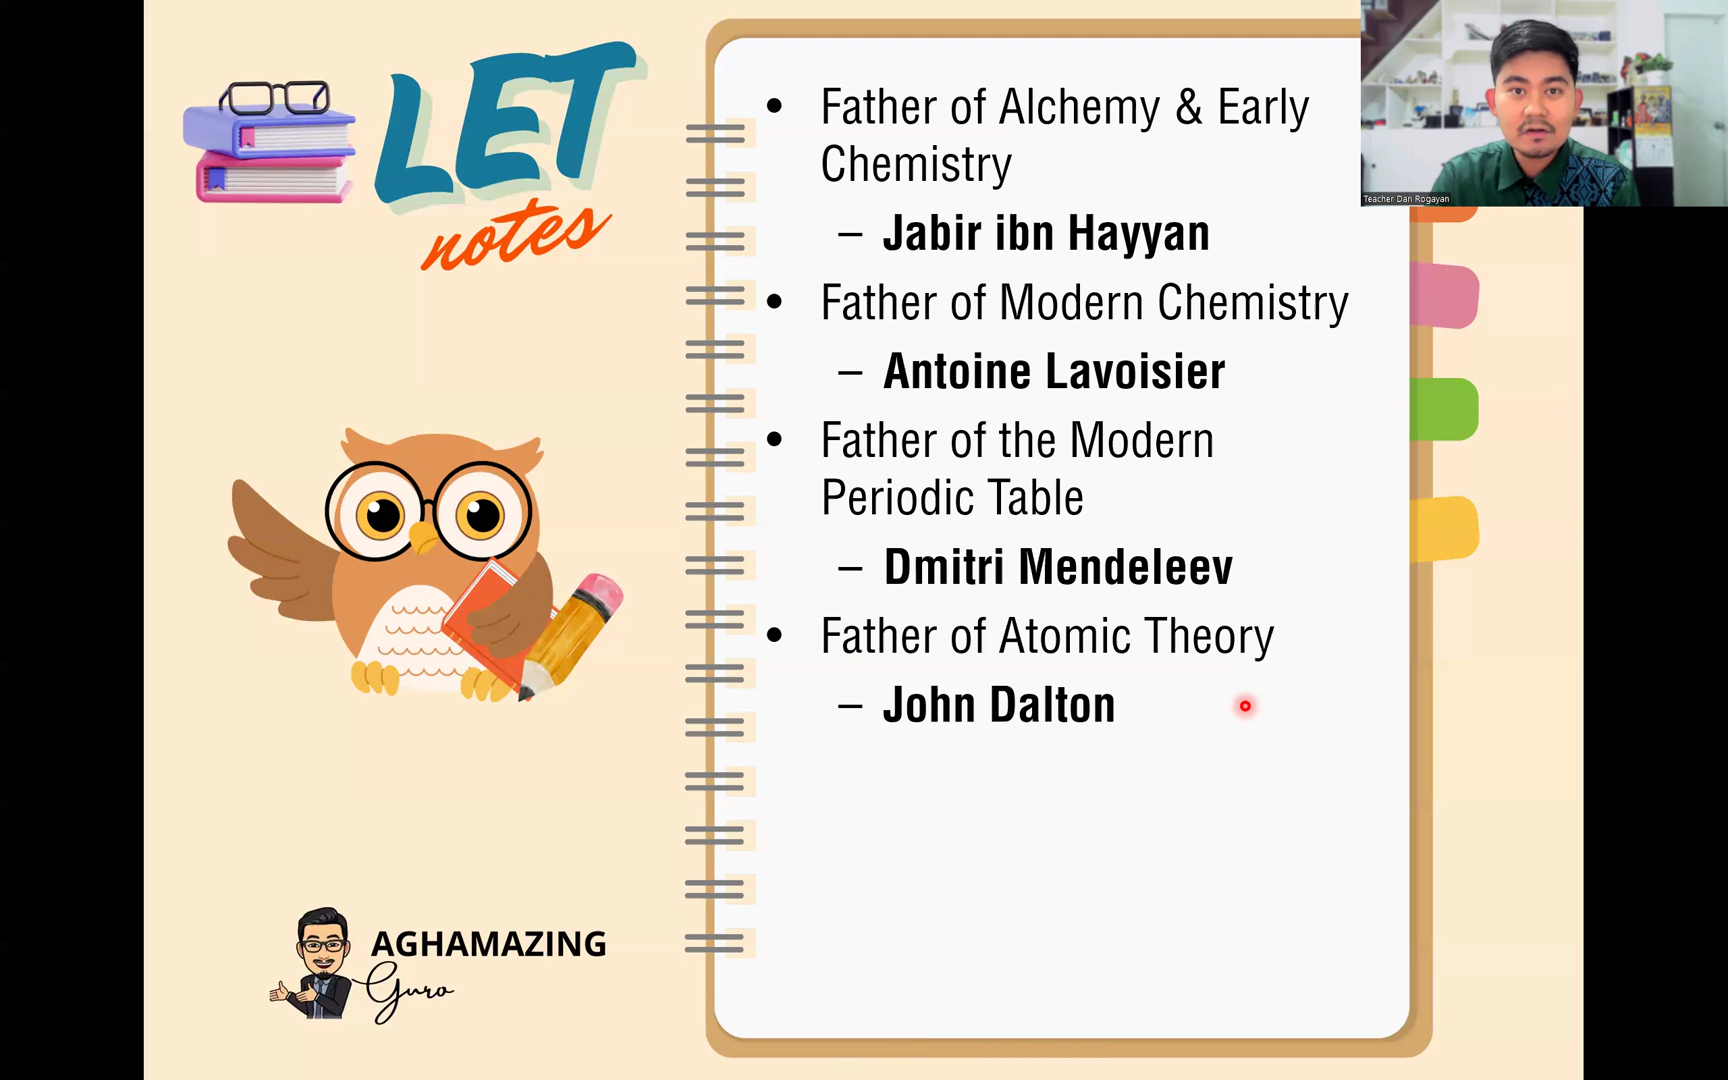 LET
notes
• Father of Alchemy & Early
Chemistry
– Jabir ibn Hayyan
• Father of Modern Chemistry
– Antoine Lavoisier
• Father of the Modern
Periodic Table
– Dmitri Mendeleev
• Father of Atomic Theory
– John Dalton
Teacher Dan Rogayan
AGHAMAZING
Guro